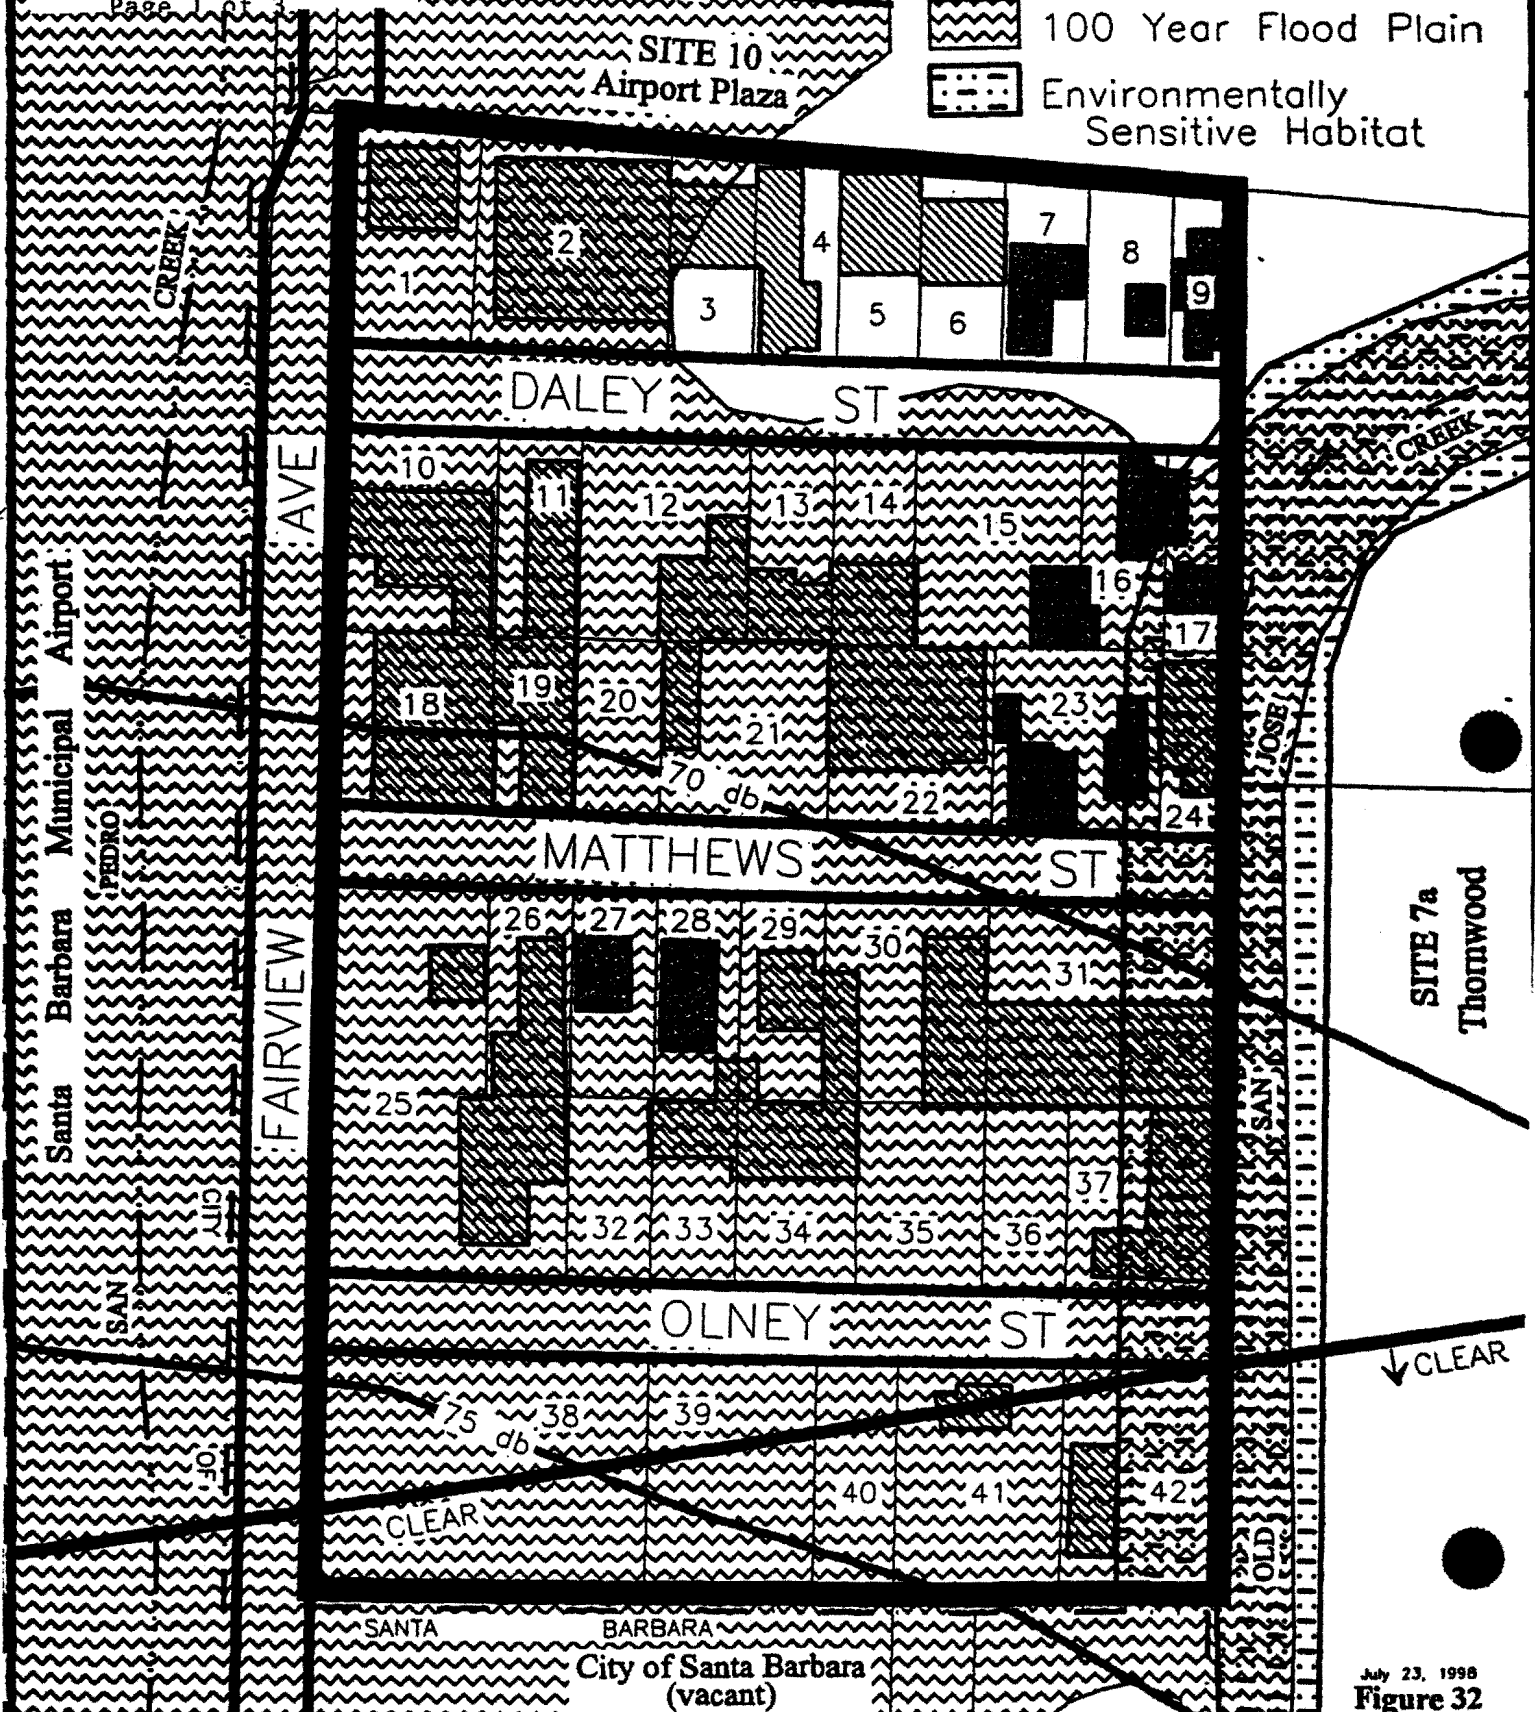 Page 1 of 3
100 Year Flood Plain
Environmentally
Sensitive Habitat
SITE 10
Airport Plaza
CREEK
1
2
3
4
5
6
7
8
9
DALEY ST
CREEK
10
11
12
13
14
15
16
17
18
19
20
21
22
23
24
70 db
AVE
FAIRVIEW
Santa Barbara Municipal Airport
PEDRO
SAN
CITY
OF
JOSE
SAN
OLD
MATTHEWS ST
SITE 7a
Thornwood
25
26
27
28
29
30
31
32
33
34
35
36
37
OLNEY ST
CLEAR
75 db
38
39
40
41
42
CLEAR
SANTA BARBARA
City of Santa Barbara
(vacant)
July 23, 1998
Figure 32